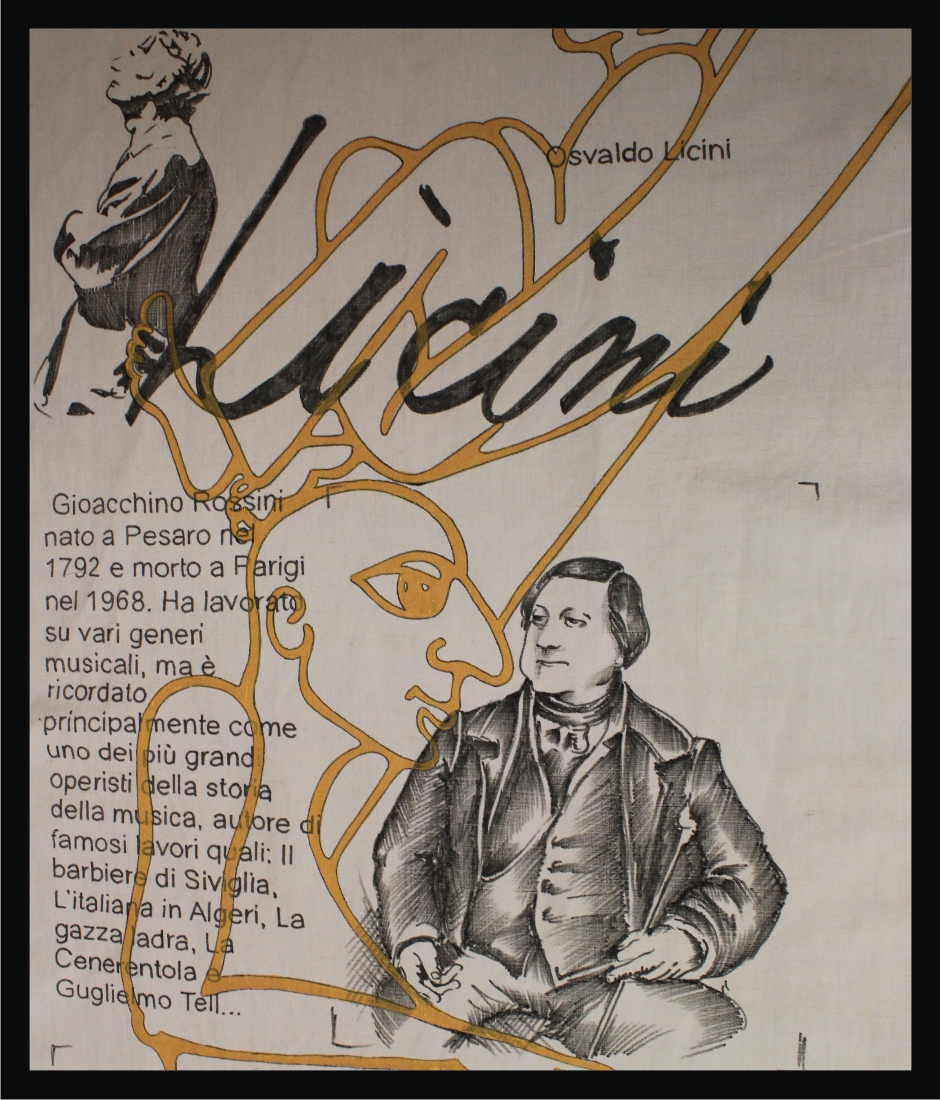 Osvaldo Licini
Licini
Gioacchino Rossini
nato a Pesaro nel
1792 e morto a Parigi
nel 1968. Ha lavorato
su vari generi
musicali, ma è
ricordato
principalmente come
uno dei più grand
operisti della storia
della musica, autore di
famosi lavori quali: Il
barbiere di Siviglia,
L'italiana in Algeri, La
gazza ladra, La
Cenerentola e
Guglielmo Tell...